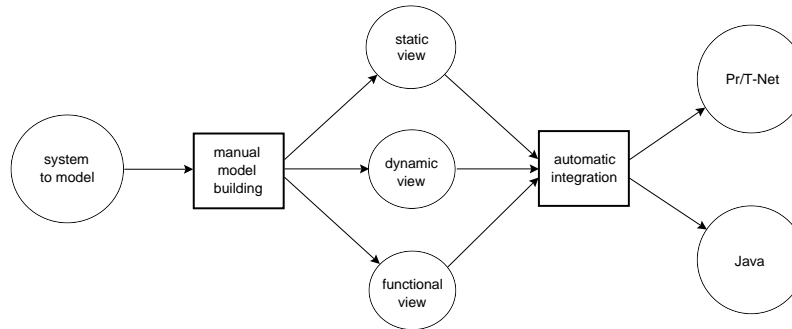 system
to model
manual
model
building
static
view
dynamic
view
functional
view
automatic
integration
Pr/T-Net
Java